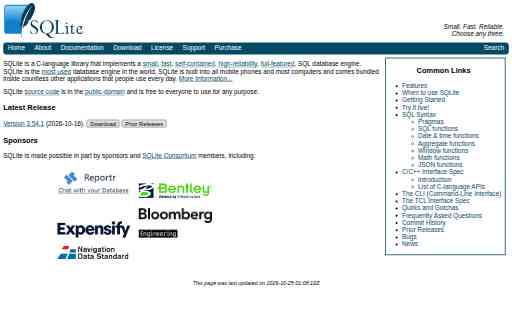 SQLite
Small. Fast. Reliable.
Choose any three.
Home About Documentation Download License Support Purchase Search
SQLite is a C-language library that implements a small, fast, self-contained, high-reliability, full-featured, SQL database engine.
SQLite is the most used database engine in the world. SQLite is built into all mobile phones and most computers and comes bundled
inside countless other applications that people use every day. More Information...
SQLite source code is in the public-domain and is free to everyone to use for any purpose.
Latest Release
Version 3.54.1 (2026-10-16). Download Prior Releases
Sponsors
SQLite is made possible in part by sponsors and SQLite Consortium members, including:
Reportr
Chat with your Database
Bentley
Expensify
Bloomberg
Engineering
Navigation
Data Standard
Common Links
Features
When to use SQLite
Getting Started
Try it live!
SQL Syntax
Pragmas
SQL functions
Date & time functions
Aggregate functions
Window functions
Math functions
JSON functions
C/C++ Interface Spec
Introduction
List of C-language APIs
The CLI (Command-Line Interface)
The TCL Interface Spec
Quirks and Gotchas
Frequently Asked Questions
Commit History
Prior Releases
Bugs
News
This page was last updated on 2026-10-29 01:08:10Z